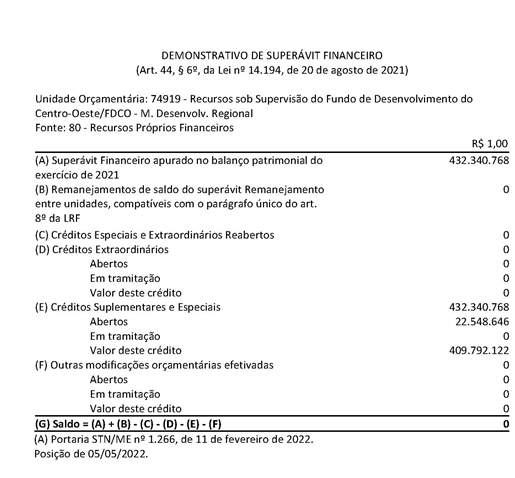 DEMONSTRATIVO DE SUPERÁVIT FINANCEIRO
(Art. 44, § 6º, da Lei nº 14.194, de 20 de agosto de 2021)
Unidade Orçamentária: 74919 - Recursos sob Supervisão do Fundo de Desenvolvimento do
Centro-Oeste/FDCO - M. Desenvolv. Regional
Fonte: 80 - Recursos Próprios Financeiros
R$ 1,00
(A) Superávit Financeiro apurado no balanço patrimonial do 432.340.768
exercício de 2021
(B) Remanejamentos de saldo do superávit Remanejamento 0
entre unidades, compatíveis com o parágrafo único do art.
8º da LRF
(C) Créditos Especiais e Extraordinários Reabertos 0
(D) Créditos Extraordinários 0
Abertos 0
Em tramitação 0
Valor deste crédito 0
(E) Créditos Suplementares e Especiais 432.340.768
Abertos 22.548.646
Em tramitação 0
Valor deste crédito 409.792.122
(F) Outras modificações orçamentárias efetivadas 0
Abertos 0
Em tramitação 0
Valor deste crédito 0
(G) Saldo = (A) + (B) - (C) - (D) - (E) - (F) 0
(A) Portaria STN/ME nº 1.266, de 11 de fevereiro de 2022.
Posição de 05/05/2022.